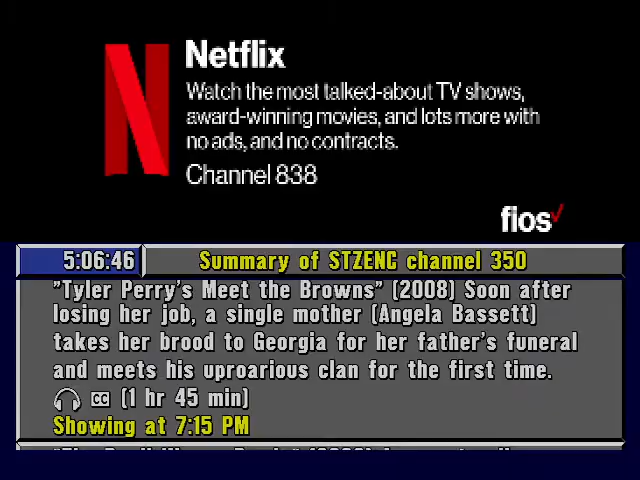 Netflix
Watch the most talked-about TV shows,
award-winning movies, and lots more with
no ads, and no contracts.
Channel 838
fios
5:06:46
Summary of STZENC channel 350
"Tyler Perry's Meet the Browns" (2008) Soon after
losing her job, a single mother (Angela Bassett)
takes her brood to Georgia for her father's funeral
and meets his uproarious clan for the first time.
CC (1 hr 45 min)
Showing at 7:15 PM